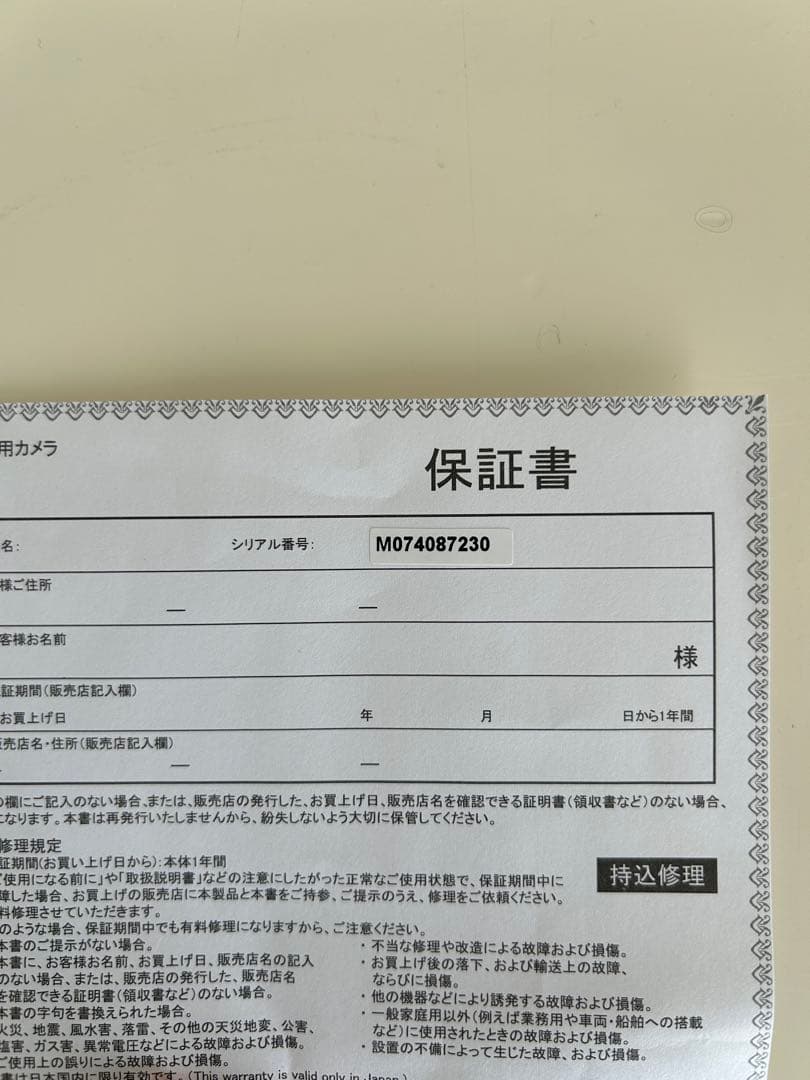 用カメラ
保証書
名: シリアル番号: M074087230
様ご住所
— —
客様お名前
様
証期間(販売店記入欄)
お買上げ日 年 月 日から1年間
売店名・住所(販売店記入欄)
— —
の欄にご記入のない場合、または、販売店の発行した、お買上げ日、販売店名を確認できる証明書(領収書など)のない場合、
になります。本書は再発行いたしませんから、紛失しないよう大切に保管してください。
修理規定
証期間(お買い上げ日から):本体1年間
ご使用になる前に」や「取扱説明書」などの注意にしたがった正常なご使用状態で、保証期間中に
障した場合、お買上げの販売店に本製品と本書をご持参、ご提示のうえ、修理をご依頼ください。
料修理させていただきます。
持込修理
のような場合、保証期間中でも有料修理になりますから、ご注意ください。
本書のご提示がない場合。
本書に、お客様お名前、お買上げ日、販売店名の記入
のない場合、または、販売店の発行した、販売店名
を確認できる証明書(領収書など)のない場合。
本書の字句を書換えられた場合。
火災、地震、風水害、落雷、その他の天災地変、公害、
塩害、ガス害、異常電圧などによる故障および損傷。
ご使用上の誤りによる故障および損傷。
・不当な修理や改造による故障および損傷。
・お買上げ後の落下、および輸送上の故障、
ならびに損傷。
・他の機器などにより誘発する故障および損傷。
・一般家庭用以外(例えば業務用や車両・船舶への搭載
など)に使用されたときの故障および損傷。
・設置の不備によって生じた故障、および損傷。
書は日本国内に限り有効です。(This warranty is valid only in Japan.)